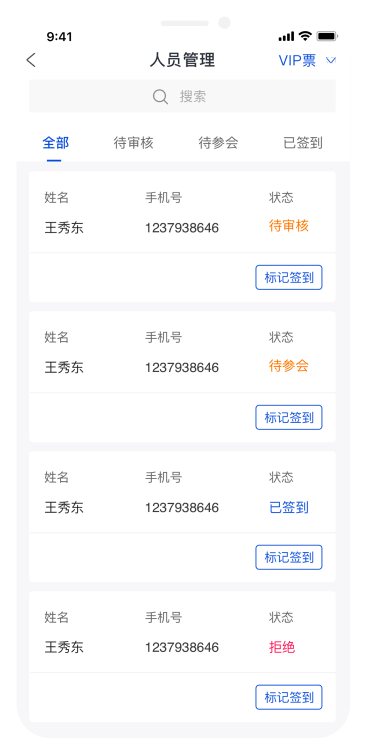 9:41
人员管理
VIP票
搜索
全部 待审核 待参会 已签到
姓名 手机号 状态
王秀东 1237938646 待审核
标记签到
姓名 手机号 状态
王秀东 1237938646 待参会
标记签到
姓名 手机号 状态
王秀东 1237938646 已签到
标记签到
姓名 手机号 状态
王秀东 1237938646 拒绝
标记签到